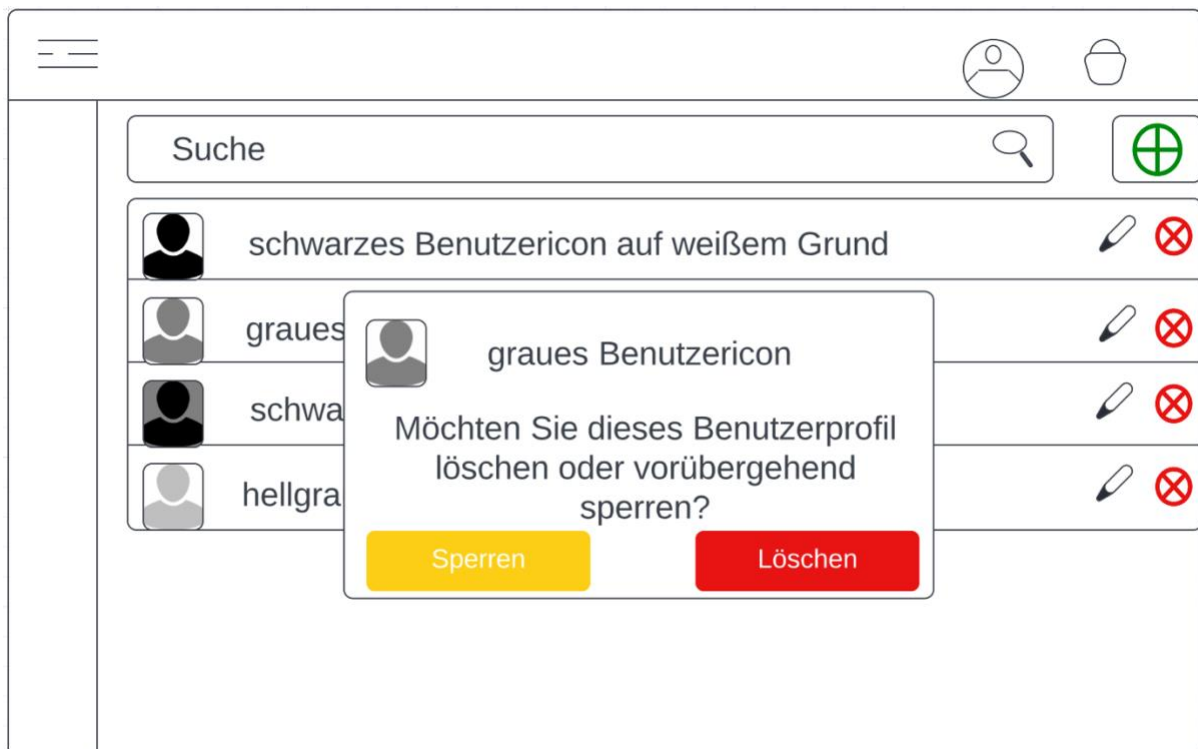 Suche
schwarzes Benutzericon auf weißem Grund
graues
schwa
hellgra
graues Benutzericon
Möchten Sie dieses Benutzerprofil
löschen oder vorübergehend
sperren?
Sperren
Löschen